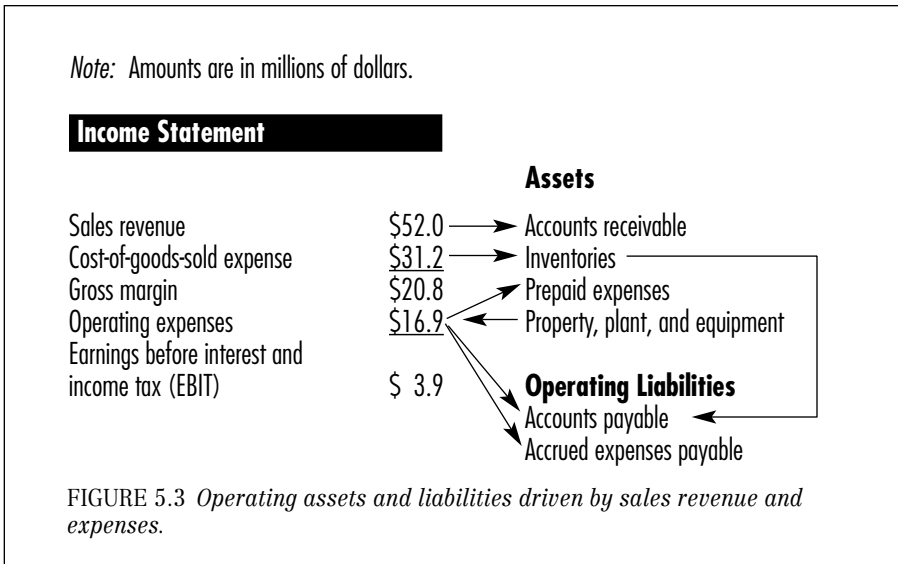 Note: Amounts are in millions of dollars.
Income Statement
Assets
Sales revenue $52.0 Accounts receivable
Cost-of-goods-sold expense $31.2 Inventories
Gross margin $20.8 Prepaid expenses
Operating expenses $16.9 Property, plant, and equipment
Earnings before interest and
income tax (EBIT) $ 3.9 Operating Liabilities
Accounts payable
Accrued expenses payable
FIGURE 5.3 Operating assets and liabilities driven by sales revenue and
expenses.